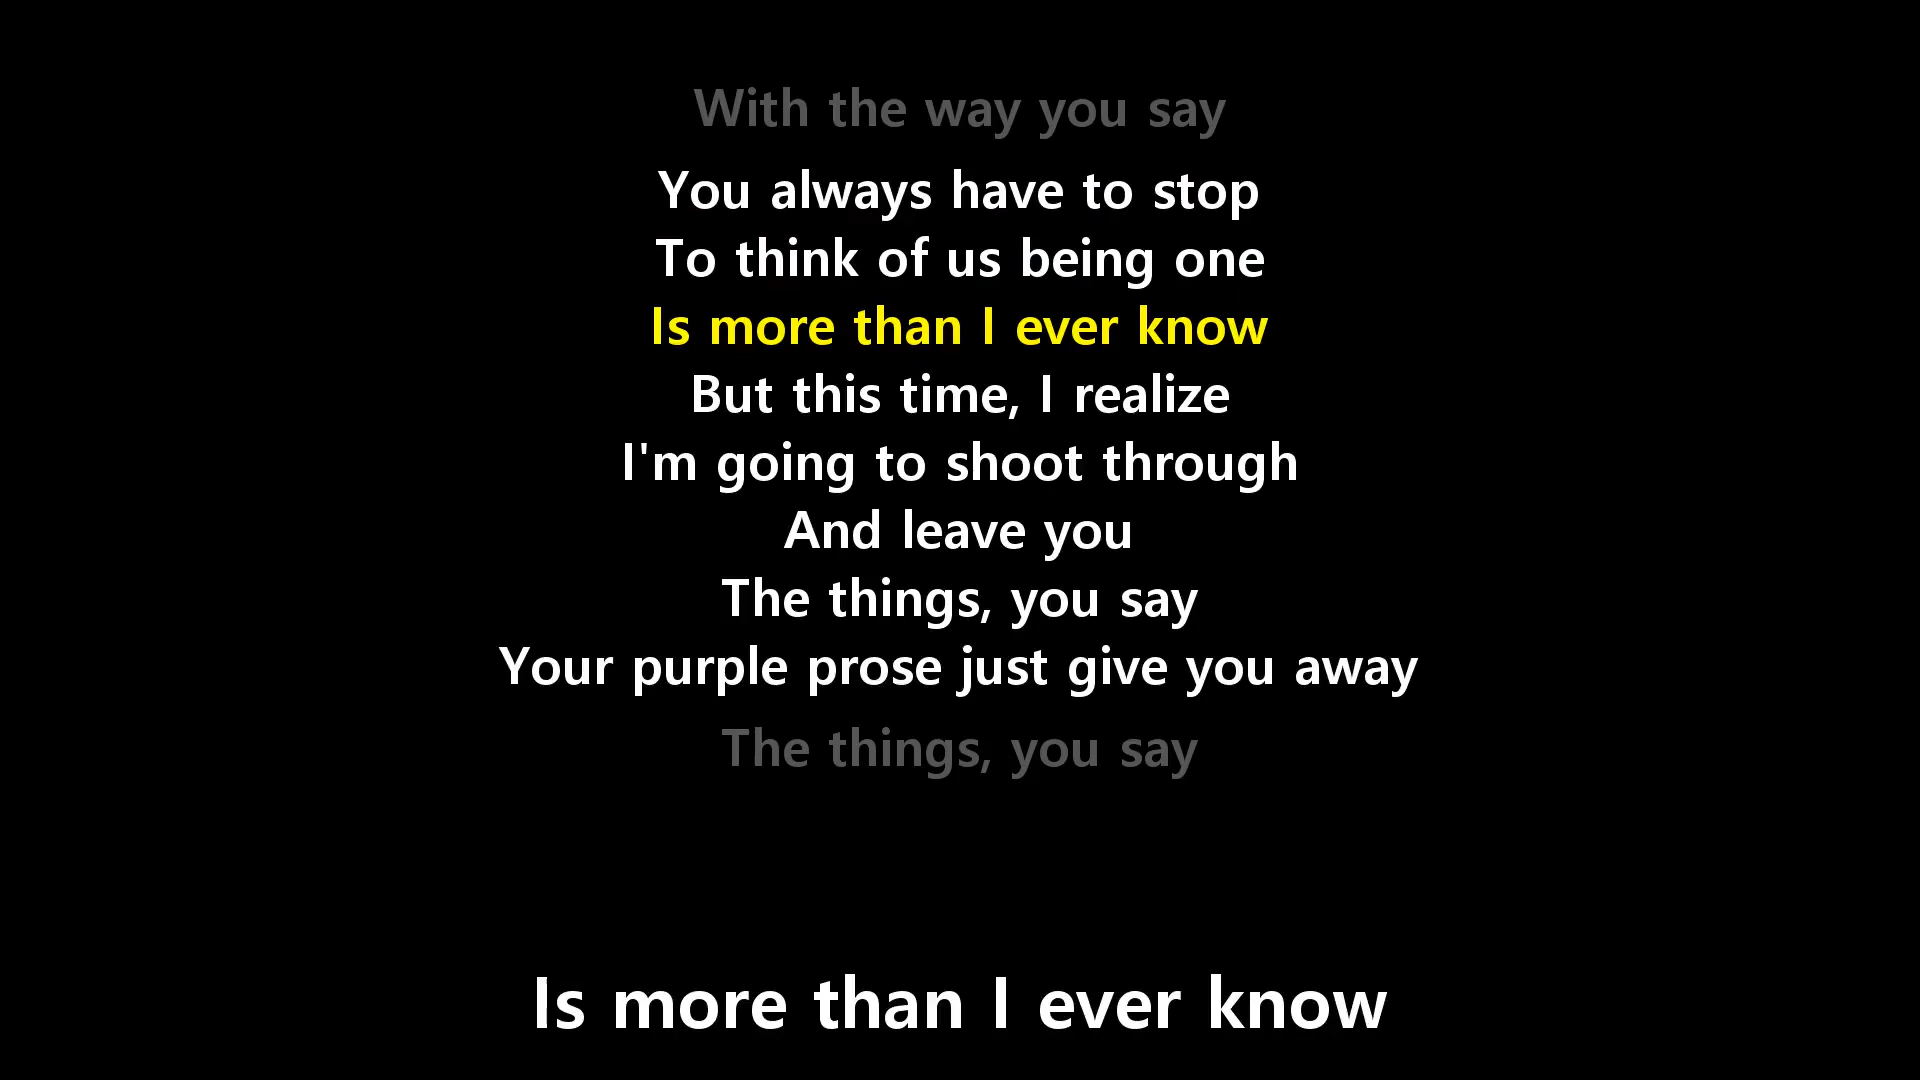 With the way you say
You always have to stop
To think of us being one
Is more than I ever know
But this time, I realize
I'm going to shoot through
And leave you
The things, you say
Your purple prose just give you away
The things, you say
Is more than I ever know